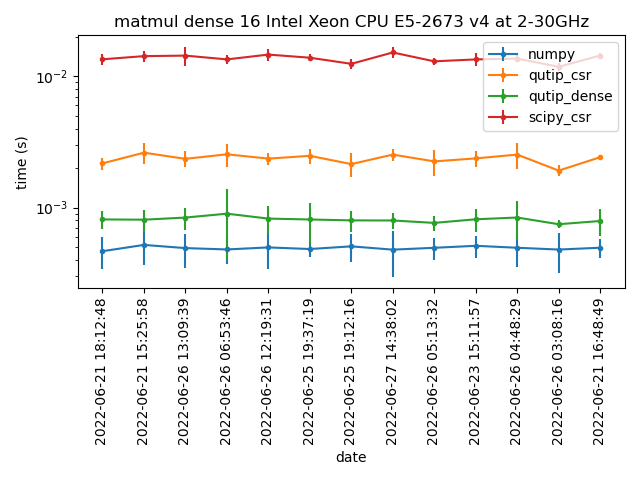 matmul dense 16 Intel Xeon CPU E5-2673 v4 at 2-30GHz
numpy
qutip_csr
qutip_dense
scipy_csr
time (s)
10⁻²
10⁻³
2022-06-21 18:12:48
2022-06-21 15:25:58
2022-06-26 13:09:39
2022-06-26 06:53:46
2022-06-26 12:19:31
2022-06-25 19:37:19
2022-06-25 19:12:16
2022-06-27 14:38:02
2022-06-26 05:13:32
2022-06-23 15:11:57
2022-06-26 04:48:29
2022-06-26 03:08:16
2022-06-21 16:48:49
date